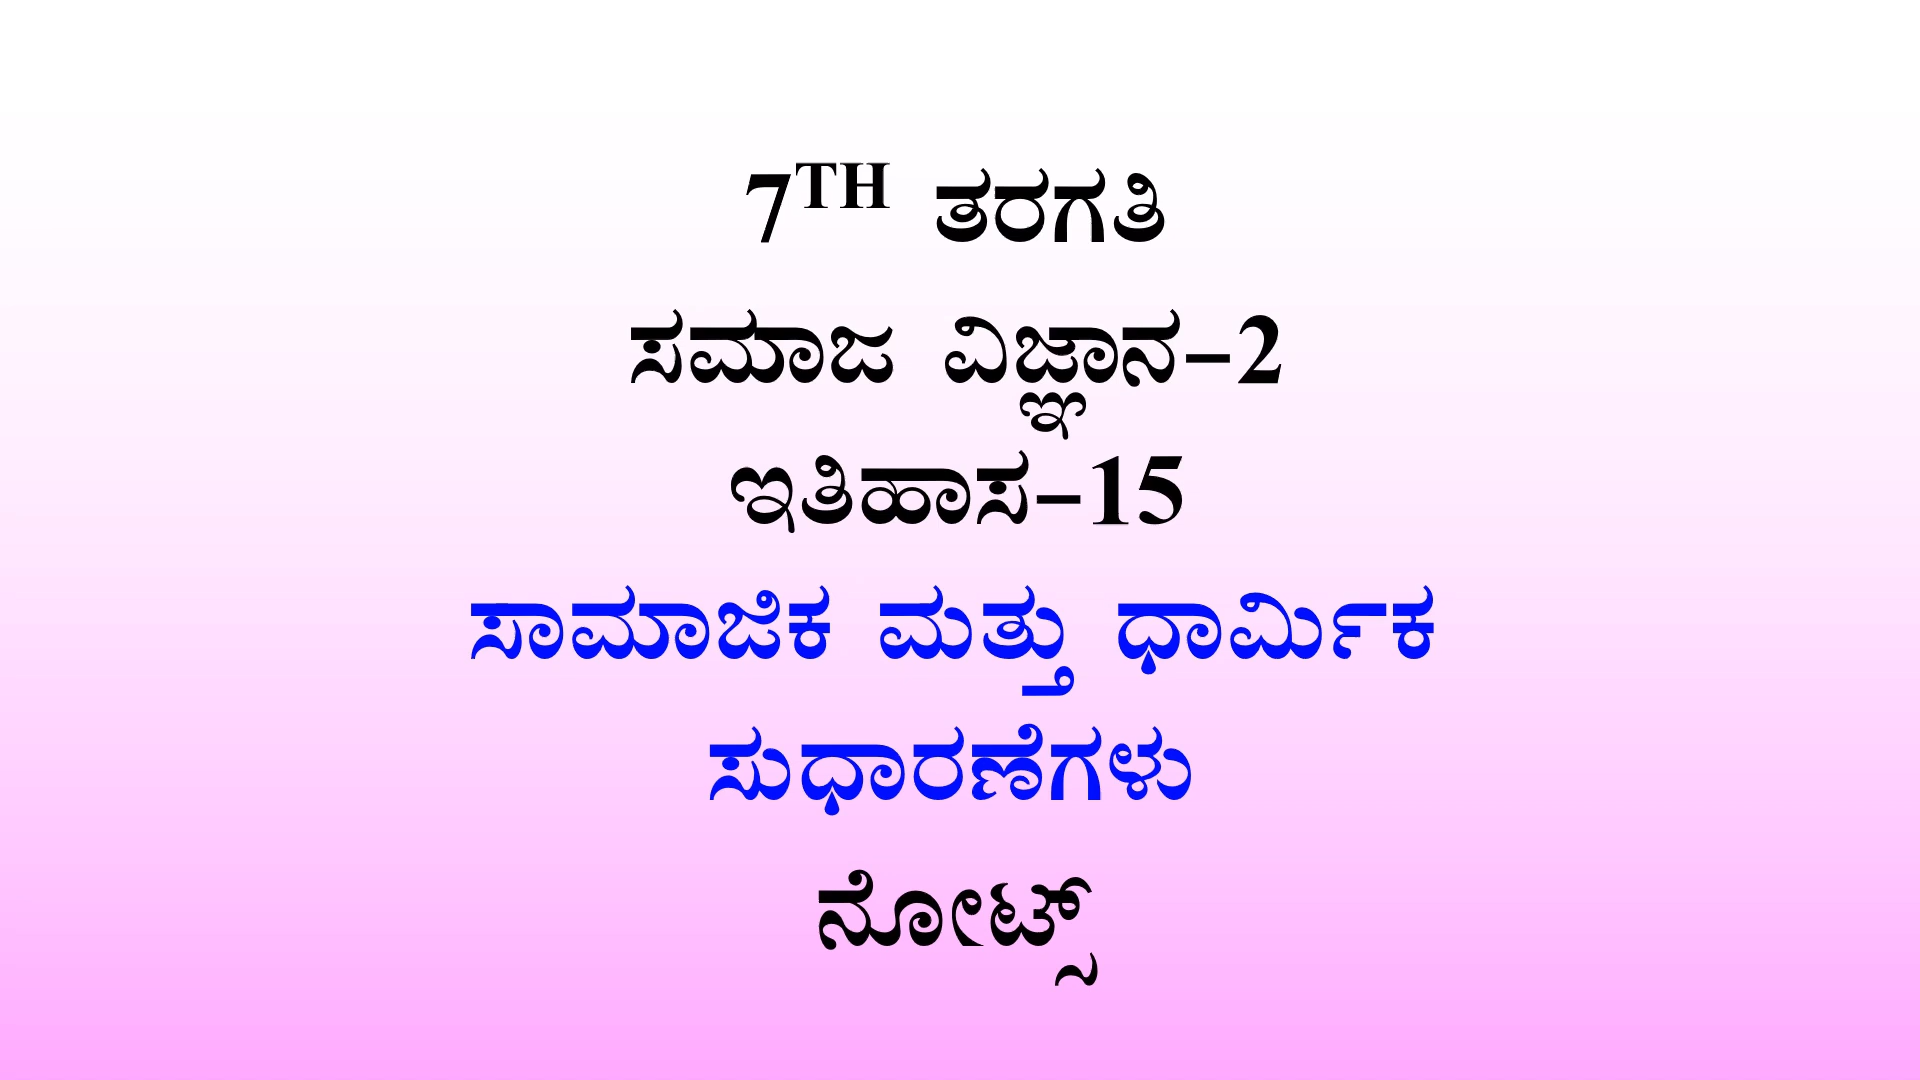 7TH ತರಗತಿ
ಸಮಾಜ ವಿಜ್ಞಾನ-2
ಇತಿಹಾಸ-15
ಸಾಮಾಜಿಕ ಮತ್ತು ಧಾರ್ಮಿಕ
ಸುಧಾರಣೆಗಳು
ನೋಟ್ಸ್